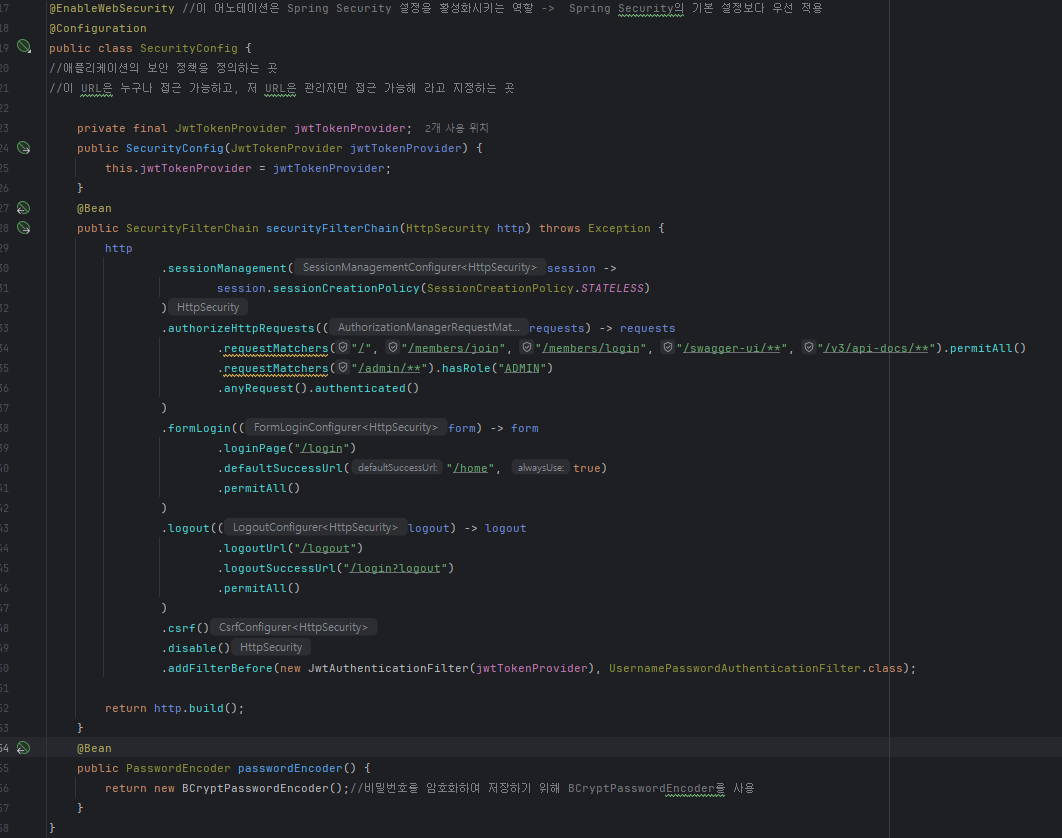 17 @EnableWebSecurity //이 어노테이션은 Spring Security 설정을 활성화시키는 역할 ->  Spring Security의 기본 설정보다 우선 적용
18 @Configuration
19 public class SecurityConfig {
20 //애플리케이션의 보안 정책을 정의하는 곳
21 //이 URL은 누구나 접근 가능하고, 저 URL은 관리자만 접근 가능해 라고 지정하는 곳
22
23 private final JwtTokenProvider jwtTokenProvider; 2개 사용 위치
24 public SecurityConfig(JwtTokenProvider jwtTokenProvider) {
25 this.jwtTokenProvider = jwtTokenProvider;
26 }
27 @Bean
28 public SecurityFilterChain securityFilterChain(HttpSecurity http) throws Exception {
29 http
30 .sessionManagement( SessionManagementConfigurer<HttpSecurity> session ->
31 session.sessionCreationPolicy(SessionCreationPolicy.STATELESS)
32 ) HttpSecurity
33 .authorizeHttpRequests(( AuthorizationManagerRequestMat... requests) -> requests
34 .requestMatchers("/", "/members/join", "/members/login", "/swagger-ui/**", "/v3/api-docs/**").permitAll()
35 .requestMatchers("/admin/**").hasRole("ADMIN")
36 .anyRequest().authenticated()
37 )
38 .formLogin(( FormLoginConfigurer<HttpSecurity> form) -> form
39 .loginPage("/login")
40 .defaultSuccessUrl( defaultSuccessUrl: "/home", alwaysUse: true)
41 .permitAll()
42 )
43 .logout(( LogoutConfigurer<HttpSecurity> logout) -> logout
44 .logoutUrl("/logout")
45 .logoutSuccessUrl("/login?logout")
46 .permitAll()
47 )
48 .csrf() CsrfConfigurer<HttpSecurity>
49 .disable() HttpSecurity
50 .addFilterBefore(new JwtAuthenticationFilter(jwtTokenProvider), UsernamePasswordAuthenticationFilter.class);
51
52 return http.build();
53 }
54 @Bean
55 public PasswordEncoder passwordEncoder() {
56 return new BCryptPasswordEncoder();//비밀번호를 암호화하여 저장하기 위해 BCryptPasswordEncoder를 사용
57 }
58 }